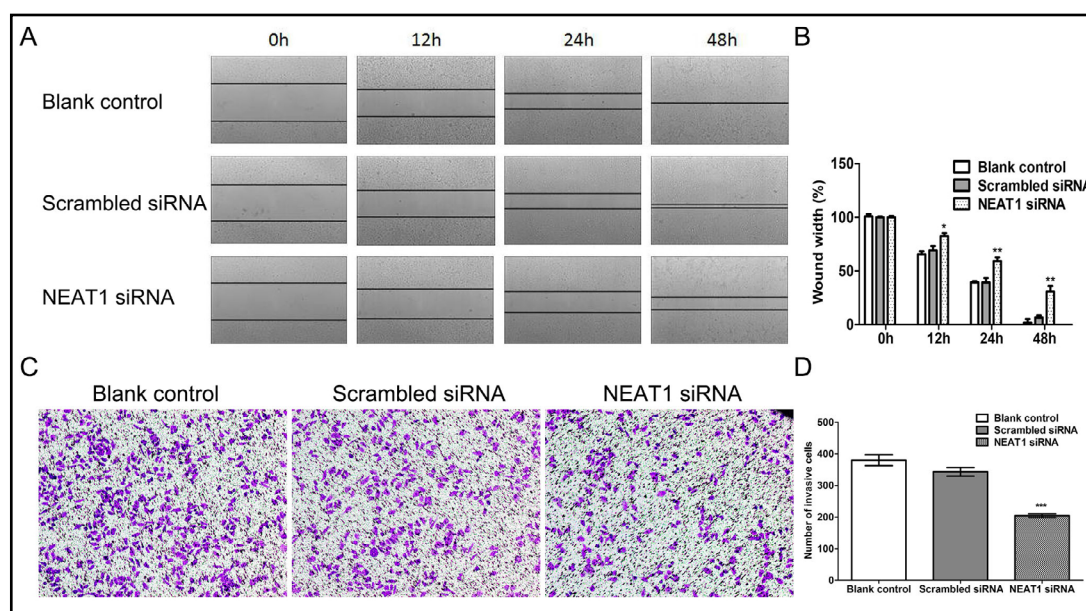 A
0h 12h 24h 48h
Blank control
Scrambled siRNA
NEAT1 siRNA
B
Wound width (%)
150
100
50
0
Blank control
Scrambled siRNA
NEAT1 siRNA
*
**
**
0h 12h 24h 48h
C
Blank control Scrambled siRNA NEAT1 siRNA
D
Number of invasive cells
500
400
300
200
100
0
Blank control
Scrambled siRNA
NEAT1 siRNA
***
Blank control Scrambled siRNA NEAT1 siRNA